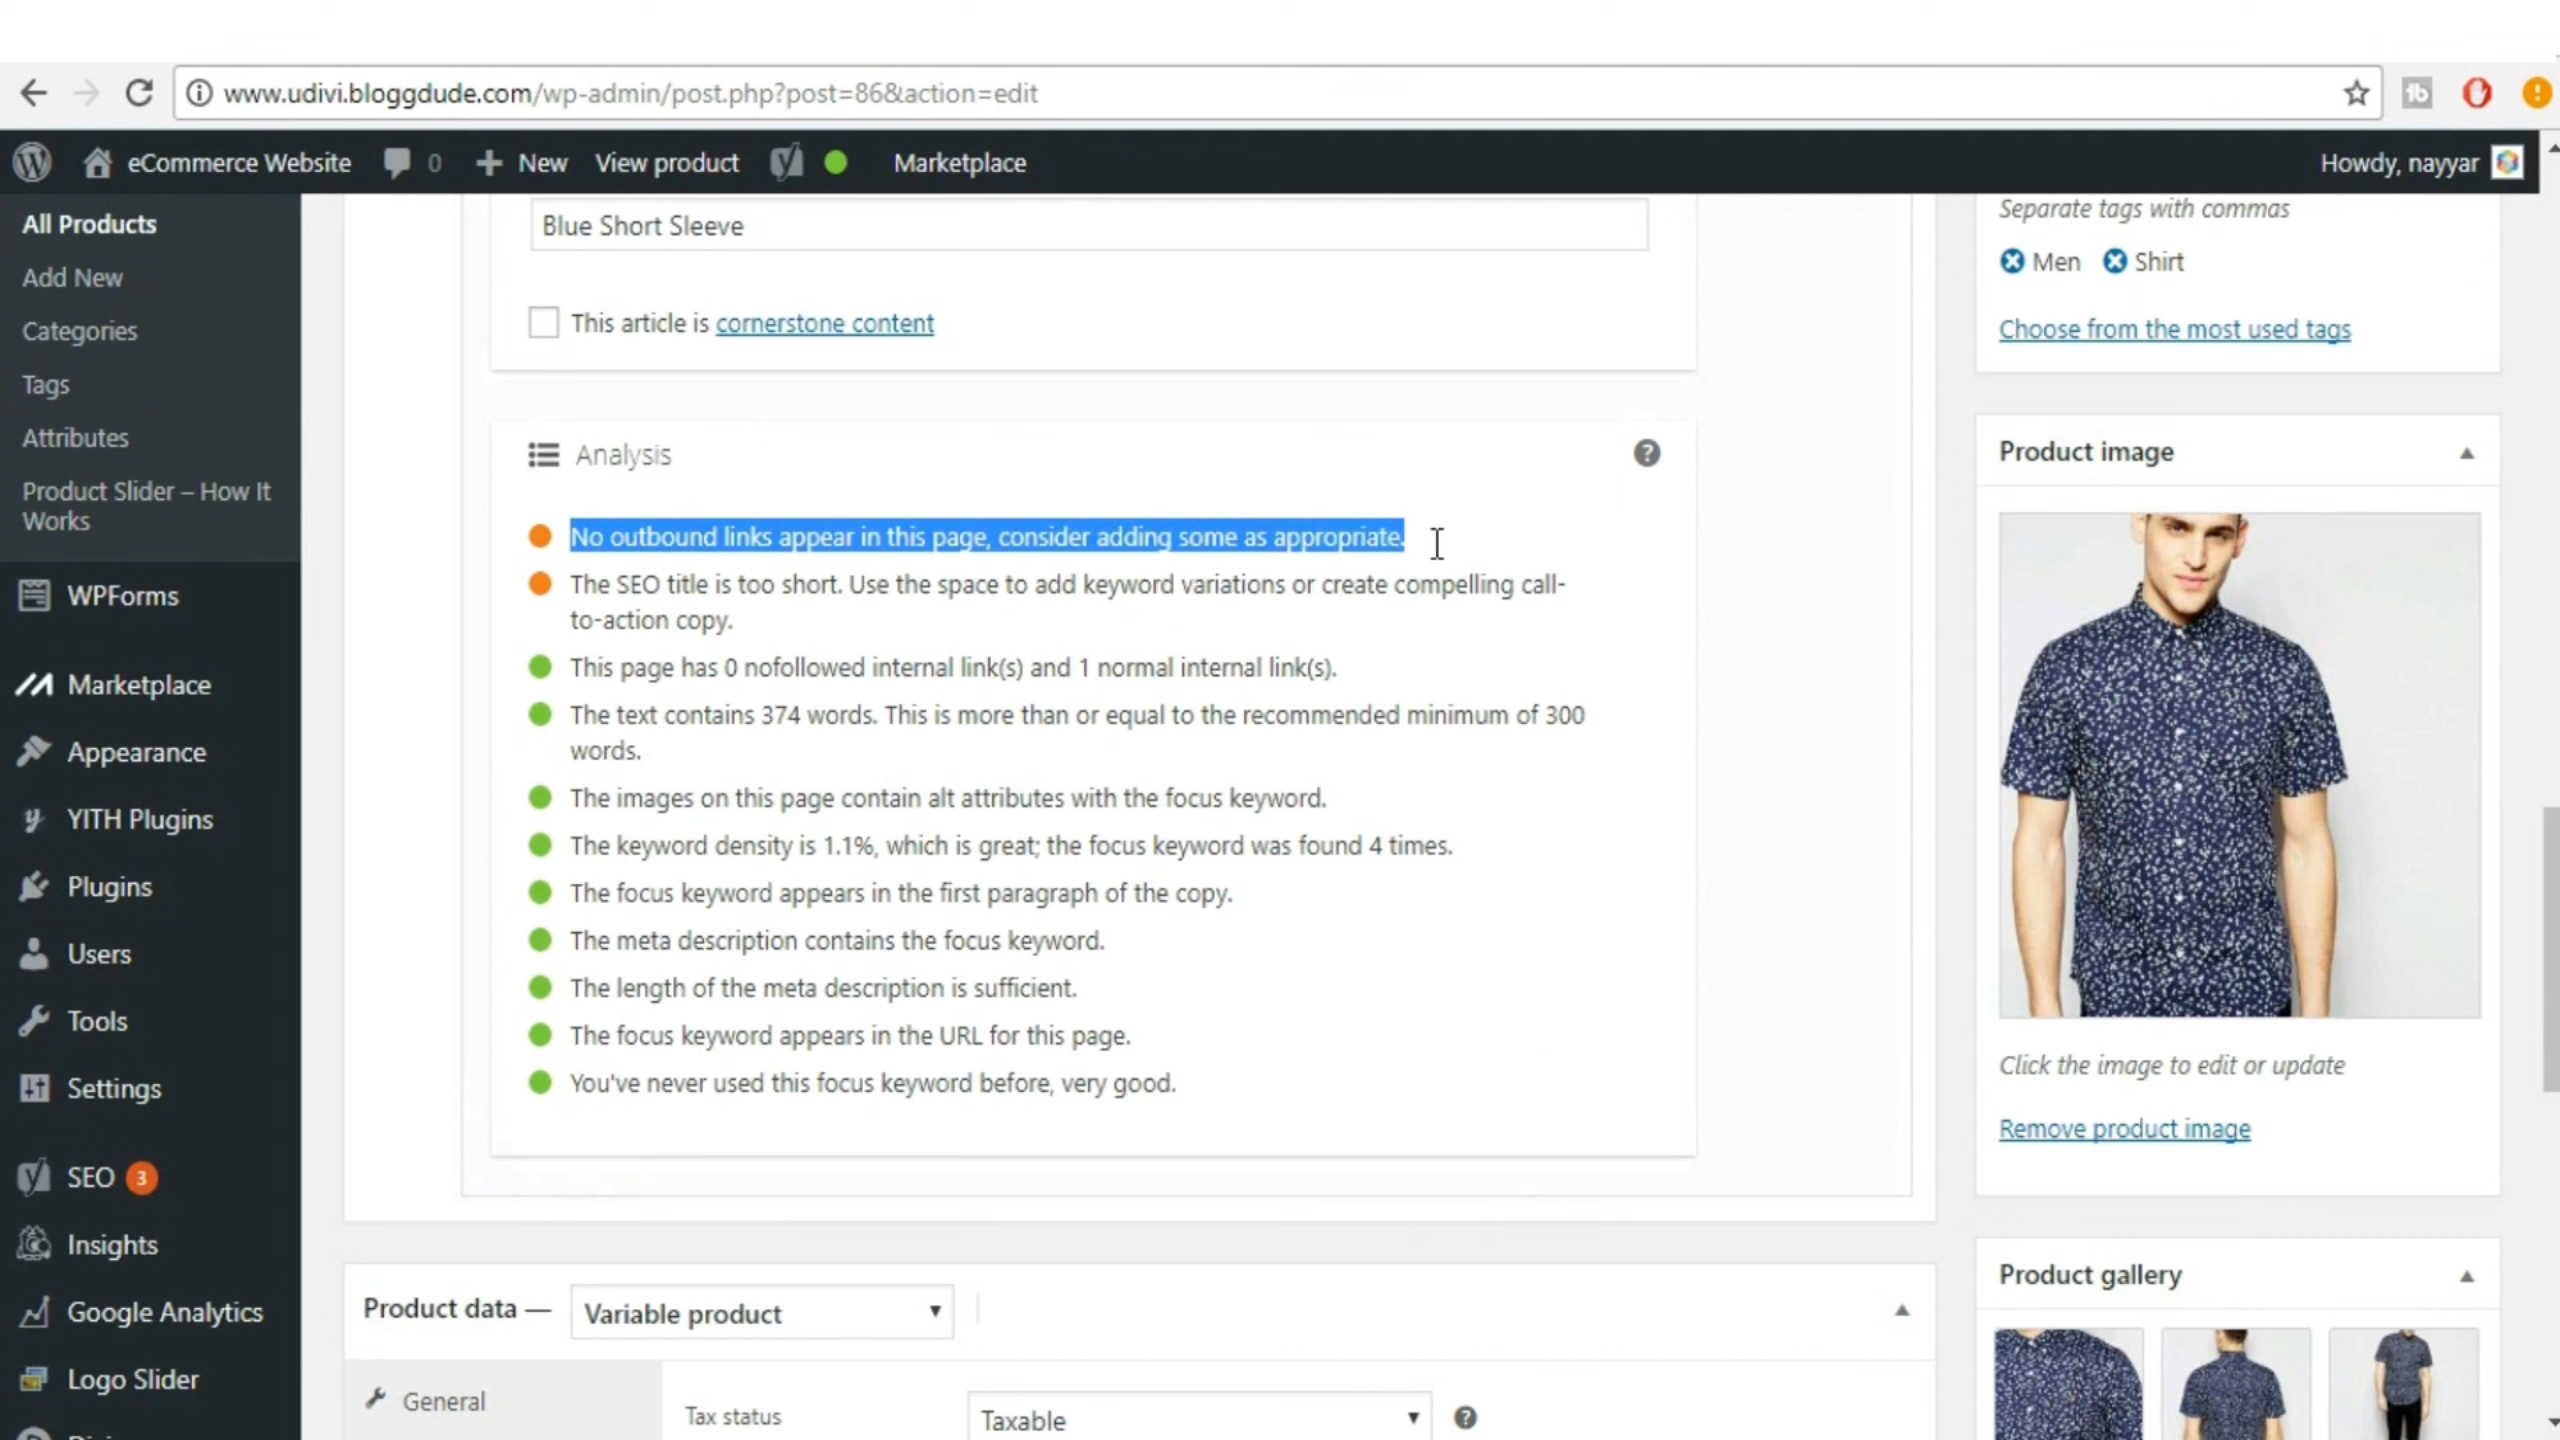 www.udivi.bloggdude.com/wp-admin/post.php?post=86&action=edit
eCommerce Website
0
New
View product
Marketplace
Howdy, nayyar
All Products
Add New
Categories
Tags
Attributes
Product Slider – How It
Works
WPForms
Marketplace
Appearance
YITH Plugins
Plugins
Users
Tools
Settings
SEO 3
Insights
Google Analytics
Logo Slider
Blue Short Sleeve
This article is cornerstone content
Analysis
No outbound links appear in this page, consider adding some as appropriate.
The SEO title is too short. Use the space to add keyword variations or create compelling call-
to-action copy.
This page has 0 nofollowed internal link(s) and 1 normal internal link(s).
The text contains 374 words. This is more than or equal to the recommended minimum of 300
words.
The images on this page contain alt attributes with the focus keyword.
The keyword density is 1.1%, which is great; the focus keyword was found 4 times.
The focus keyword appears in the first paragraph of the copy.
The meta description contains the focus keyword.
The length of the meta description is sufficient.
The focus keyword appears in the URL for this page.
You've never used this focus keyword before, very good.
Product data —
Variable product
General
Tax status
Taxable
Separate tags with commas
Men
Shirt
Choose from the most used tags
Product image
Click the image to edit or update
Remove product image
Product gallery